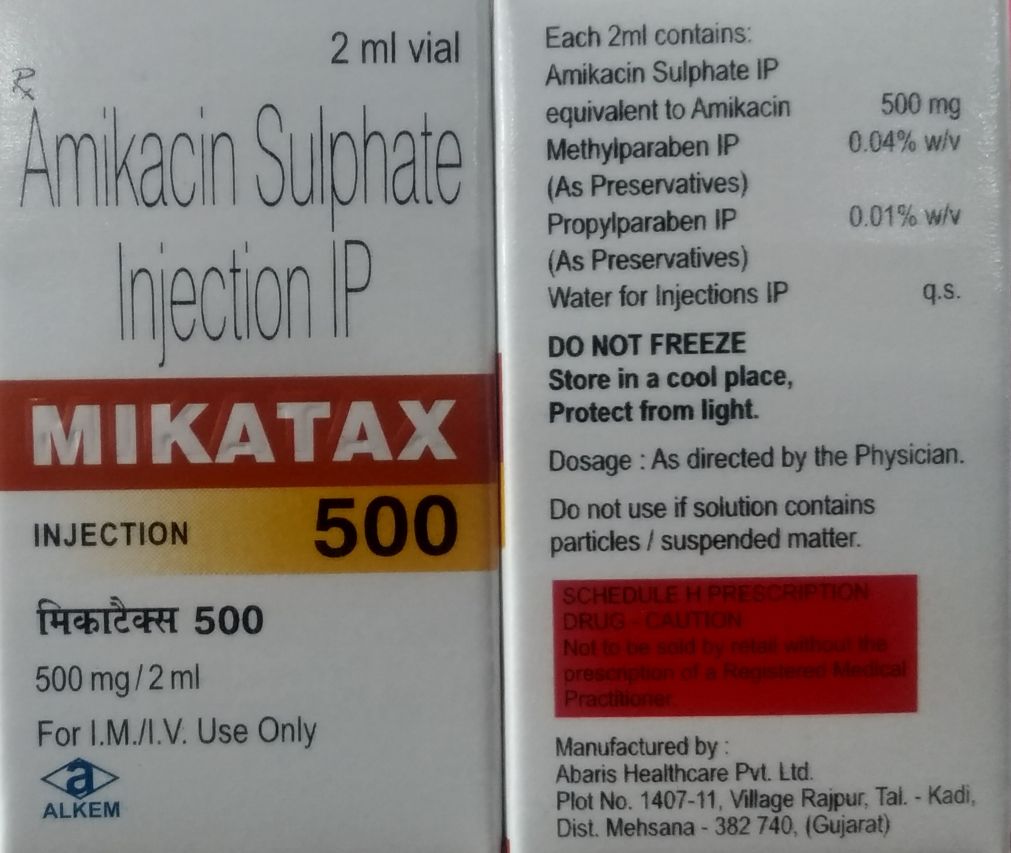 2 ml vial
Rx
Amikacin Sulphate
Injection IP
MIKATAX
INJECTION 500
मिकाटैक्स 500
500 mg/2 ml
For I.M./I.V. Use Only
a
ALKEM
Each 2ml contains:
Amikacin Sulphate IP
equivalent to Amikacin 500 mg
Methylparaben IP 0.04% w/v
(As Preservatives)
Propylparaben IP 0.01% w/v
(As Preservatives)
Water for Injections IP q.s.
DO NOT FREEZE
Store in a cool place,
Protect from light.
Dosage : As directed by the Physician.
Do not use if solution contains
particles / suspended matter.
SCHEDULE H PRESCRIPTION
DRUG - CAUTION
Not to be sold by retail without the
prescription of a Registered Medical
Practitioner.
Manufactured by :
Abaris Healthcare Pvt. Ltd.
Plot No. 1407-11, Village Rajpur, Tal. - Kadi,
Dist. Mehsana - 382 740, (Gujarat)